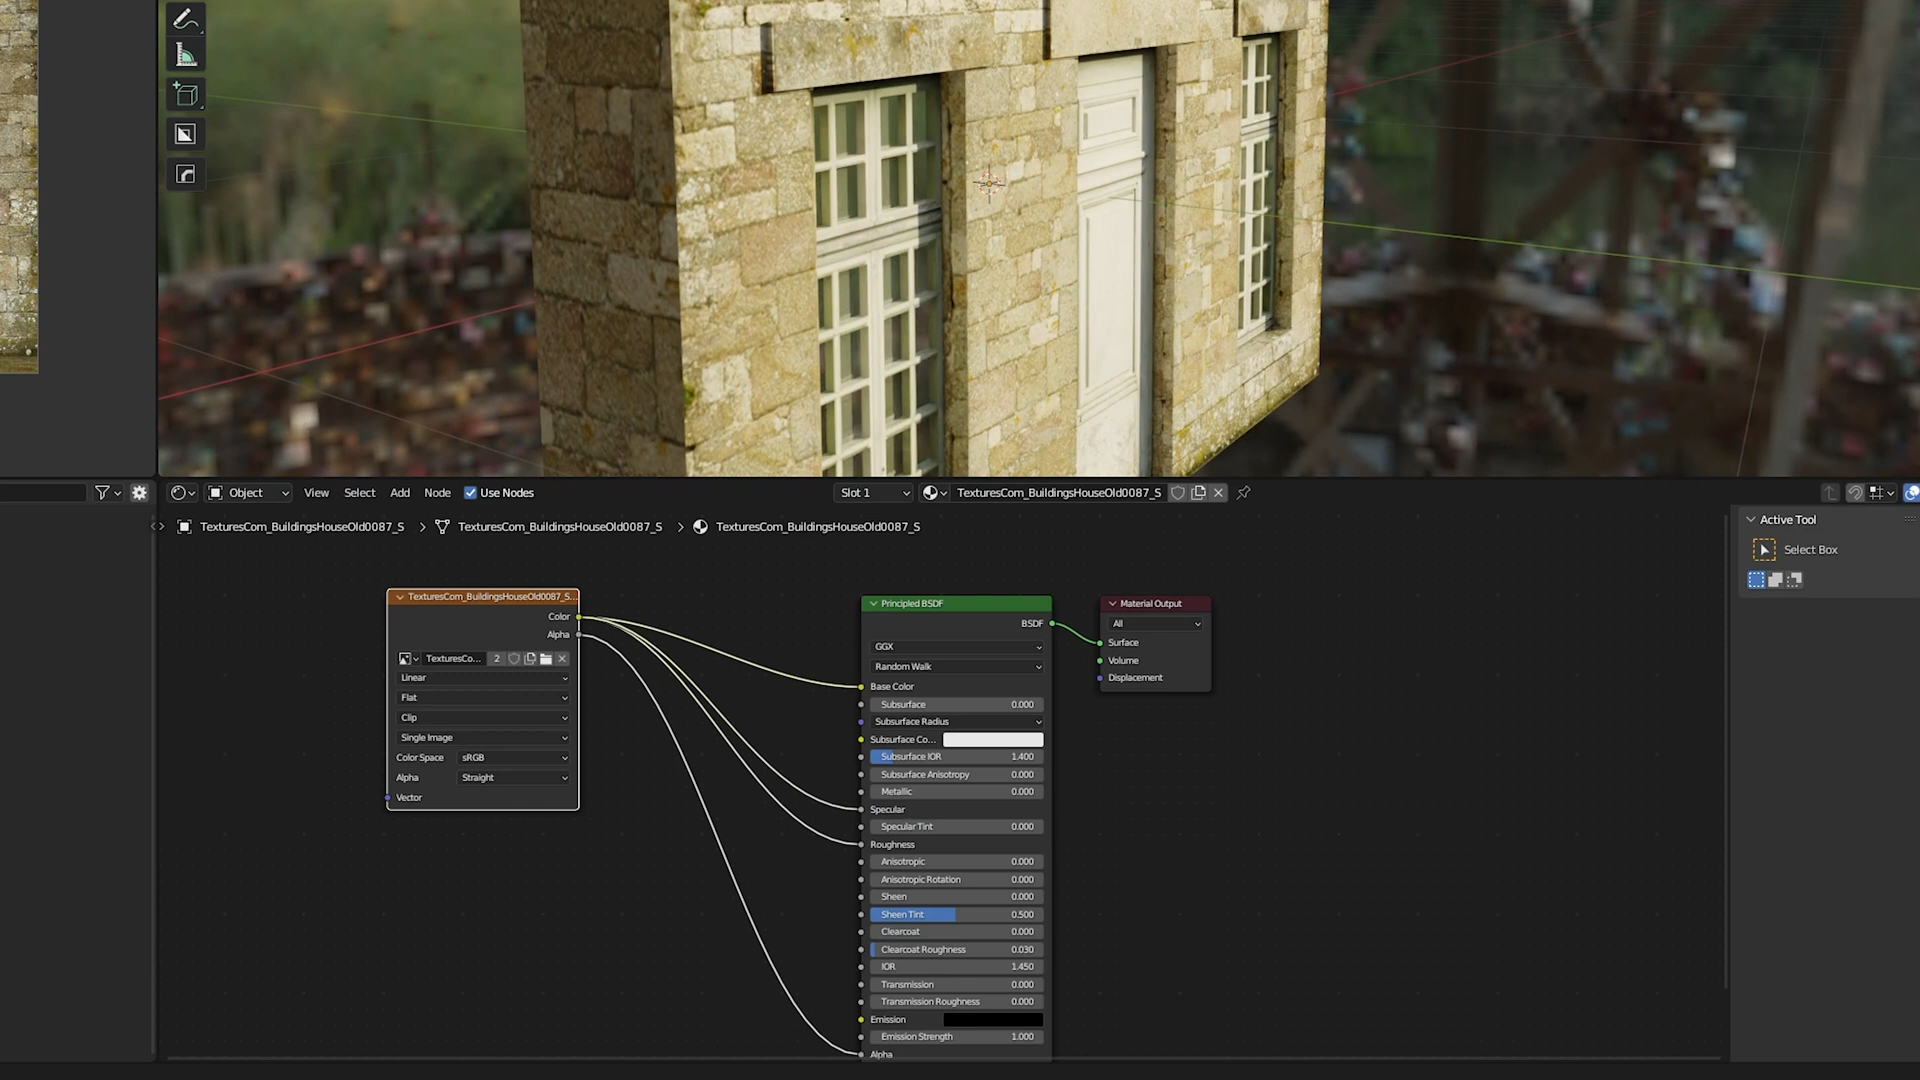 Object
View
Select
Add
Node
Use Nodes
Slot 1
TexturesCom_BuildingsHouseOld0087_S
TexturesCom_BuildingsHouseOld0087_S
TexturesCom_BuildingsHouseOld0087_S
TexturesCom_BuildingsHouseOld0087_S
Active Tool
Select Box
TexturesCom_BuildingsHouseOld0087_S...
Color
Alpha
TexturesCo...
2
Linear
Flat
Clip
Single Image
Color Space
sRGB
Alpha
Straight
Vector
Principled BSDF
BSDF
GGX
Random Walk
Base Color
Subsurface 0.000
Subsurface Radius
Subsurface Co...
Subsurface IOR 1.400
Subsurface Anisotropy 0.000
Metallic 0.000
Specular
Specular Tint 0.000
Roughness
Anisotropic 0.000
Anisotropic Rotation 0.000
Sheen 0.000
Sheen Tint 0.500
Clearcoat 0.000
Clearcoat Roughness 0.030
IOR 1.450
Transmission 0.000
Transmission Roughness 0.000
Emission
Emission Strength 1.000
Alpha
Material Output
All
Surface
Volume
Displacement